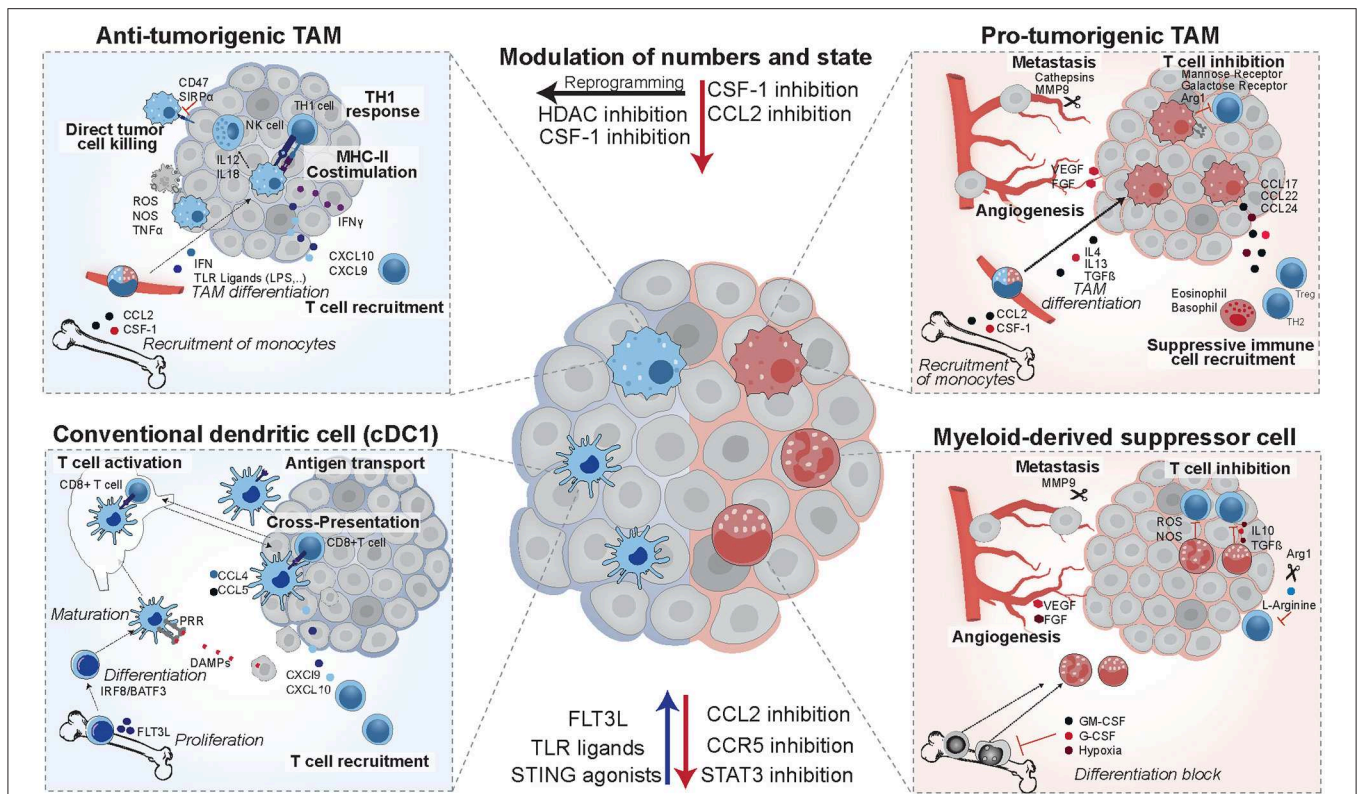 Anti-tumorigenic TAM
CD47
SIRPα
Direct tumor
cell killing
NK cell
TH1 cell
TH1
response
IL12
IL18
MHC-II
Costimulation
ROS
NOS
TNFα
IFNγ
IFN
TLR Ligands (LPS,..)
TAM differentiation
CXCL10
CXCL9
T cell recruitment
CCL2
CSF-1
Recruitment of monocytes
Modulation of numbers and state
Reprogramming
HDAC inhibition
CSF-1 inhibition
CSF-1 inhibition
CCL2 inhibition
Pro-tumorigenic TAM
Metastasis
Cathepsins
MMP9
T cell inhibition
Mannose Receptor
Galactose Receptor
Arg1
VEGF
FGF
Angiogenesis
CCL17
CCL22
CCL24
IL4
IL13
TGFß
TAM
differentiation
Eosinophil
Basophil
Treg
TH2
Suppressive immune
cell recruitment
CCL2
CSF-1
Recruitment
of monocytes
Conventional dendritic cell (cDC1)
T cell activation
CD8+ T cell
Antigen transport
Cross-Presentation
CD8+T cell
CCL4
CCL5
Maturation
PRR
DAMPs
Differentiation
IRF8/BATF3
CXCl9
CXCL10
FLT3L
Proliferation
T cell recruitment
FLT3L
TLR ligands
STING agonists
CCL2 inhibition
CCR5 inhibition
STAT3 inhibition
Myeloid-derived suppressor cell
Metastasis
MMP9
T cell inhibition
ROS
NOS
IL10
TGFß
Arg1
L-Arginine
VEGF
FGF
Angiogenesis
GM-CSF
G-CSF
Hypoxia
Differentiation block